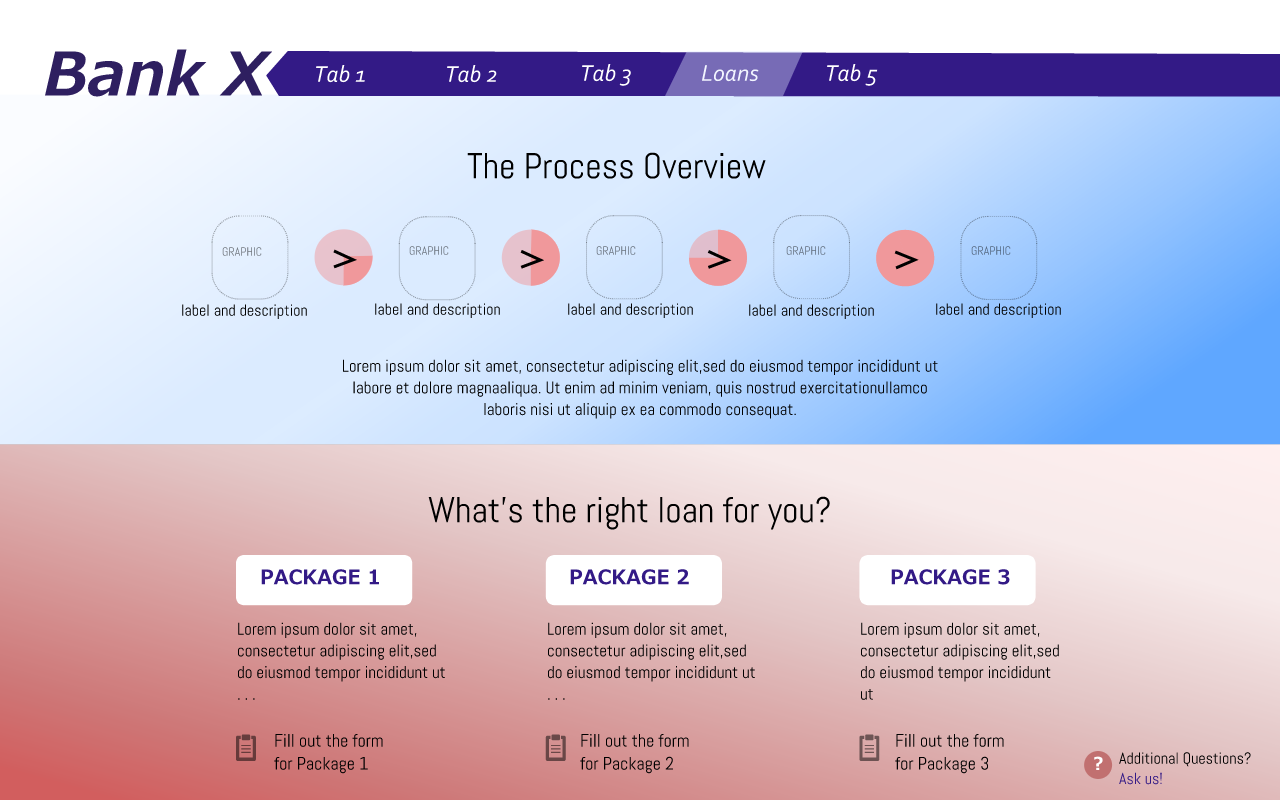 Bank X
Tab 1 Tab 2 Tab 3 Loans Tab 5
The Process Overview
GRAPHIC > GRAPHIC > GRAPHIC > GRAPHIC > GRAPHIC
label and description label and description label and description label and description label and description
Lorem ipsum dolor sit amet, consectetur adipiscing elit,sed do eiusmod tempor incididunt ut
labore et dolore magnaaliqua. Ut enim ad minim veniam, quis nostrud exercitationullamco
laboris nisi ut aliquip ex ea commodo consequat.
What's the right loan for you?
PACKAGE 1
Lorem ipsum dolor sit amet,
consectetur adipiscing elit,sed
do eiusmod tempor incididunt ut
. . .
Fill out the form
for Package 1
PACKAGE 2
Lorem ipsum dolor sit amet,
consectetur adipiscing elit,sed
do eiusmod tempor incididunt ut
. . .
Fill out the form
for Package 2
PACKAGE 3
Lorem ipsum dolor sit amet,
consectetur adipiscing elit,sed
do eiusmod tempor incididunt
ut
Fill out the form
for Package 3
? Additional Questions?
Ask us!